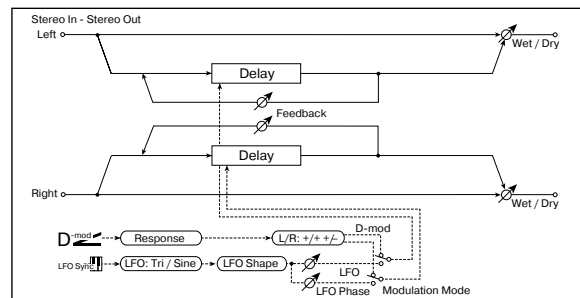 Stereo In - Stereo Out
Left
Wet / Dry
Delay
Feedback
Delay
Right
Wet / Dry
D-mod
D-mod
Response
L/R: +/+ +/-
LFO Sync
LFO: Tri / Sine
LFO Shape
LFO
LFO Phase
Modulation Mode